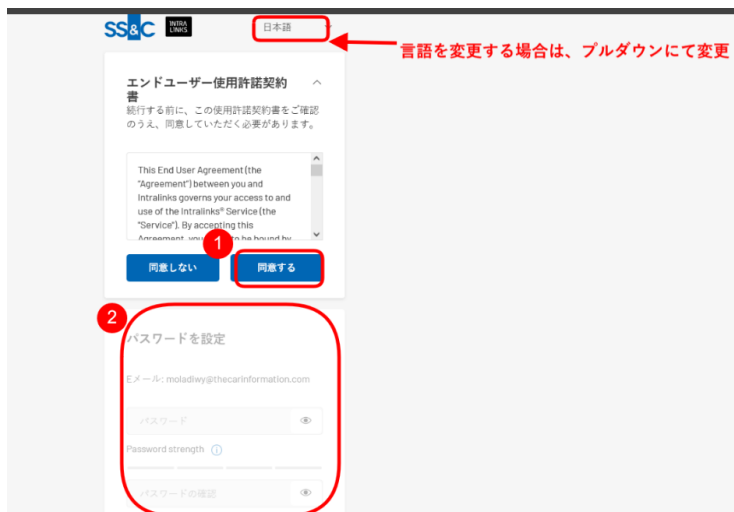 SS&C INTRA LINKS
日本語
言語を変更する場合は、プルダウンにて変更
エンドユーザー使用許諾契約
書
続行する前に、この使用許諾契約書をご確認
のうえ、同意していただく必要があります。
This End User Agreement (the
"Agreement") between you and
Intralinks governs your access to and
use of the Intralinks® Service (the
"Service"). By accepting this
Agreement, you to be bound by
1
同意しない
同意する
2
パスワードを設定
Eメール: moladiwy@thecarinformation.com
パスワード
Password strength
パスワードの確認